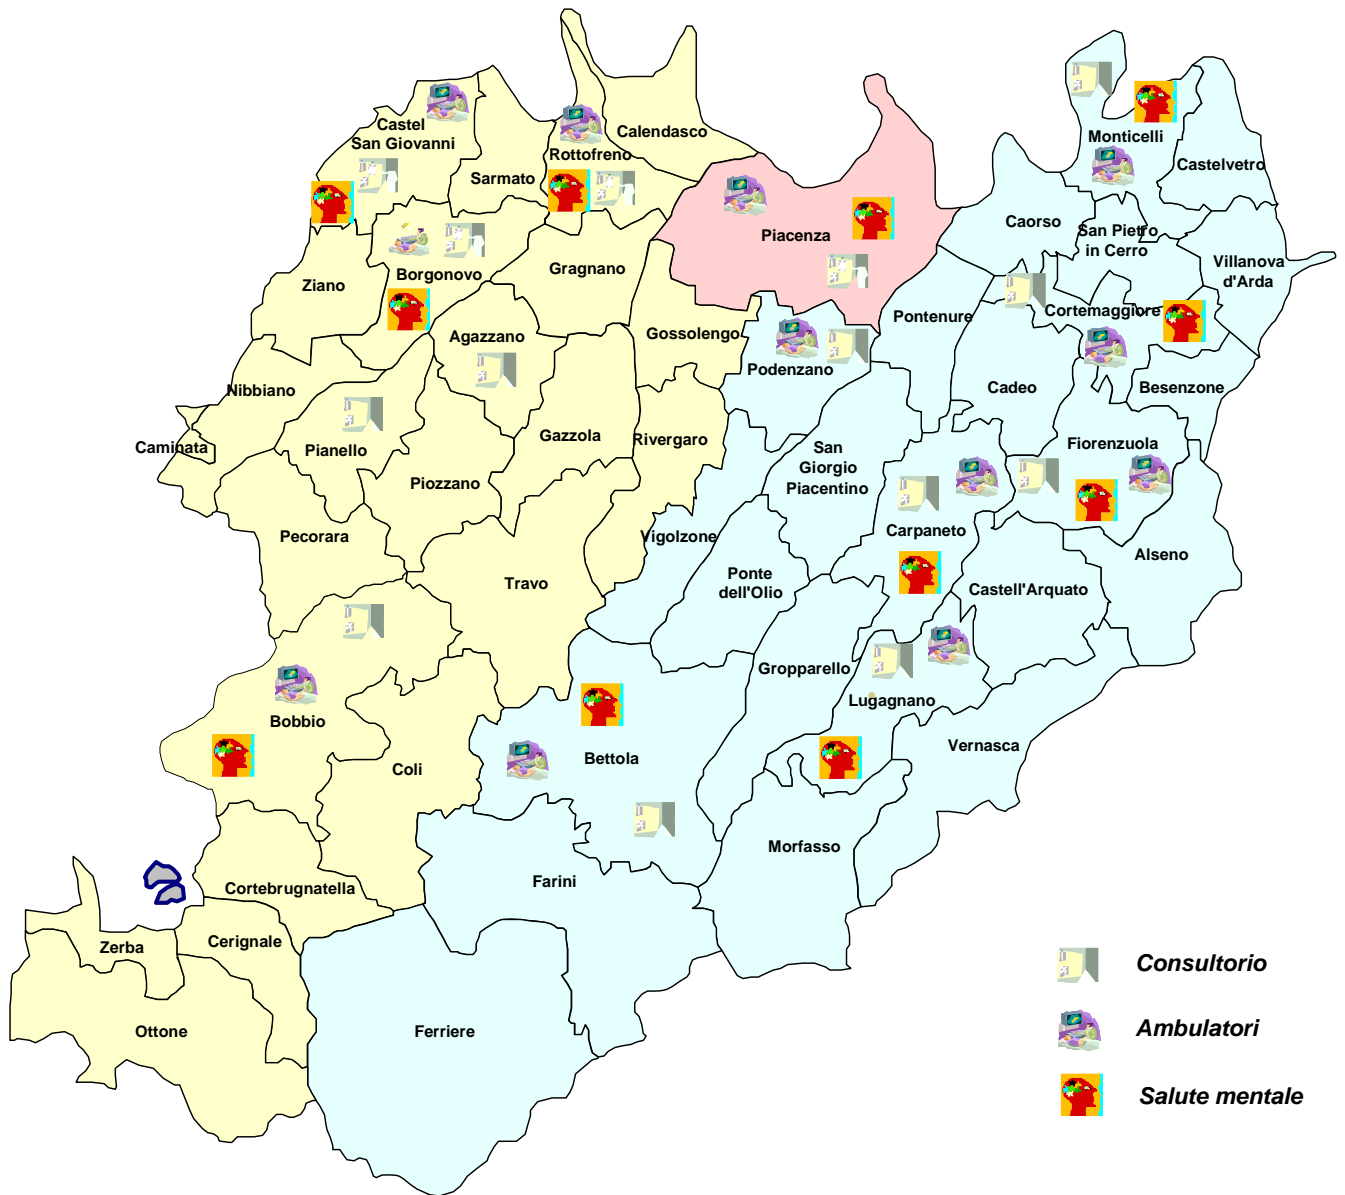 Castel
San Giovanni
Sarmato
Rottofreno
Calendasco
Monticelli
Castelvetro
Piacenza
Caorso
San Pietro
in Cerro
Villanova
d'Arda
Ziano
Borgonovo
Gragnano
Gossolengo
Pontenure
Cortemaggiore
Agazzano
Podenzano
Cadeo
Besenzone
Nibbiano
Caminata
Pianello
Gazzola
Rivergaro
San
Giorgio
Piacentino
Fiorenzuola
Piozzano
Pecorara
Vigolzone
Carpaneto
Alseno
Travo
Ponte
dell'Olio
Castell'Arquato
Gropparello
Lugagnano
Bobbio
Coli
Bettola
Vernasca
Morfasso
Cortebrugnatella
Farini
Zerba
Cerignale
Ottone
Ferriere
Consultorio
Ambulatori
Salute mentale